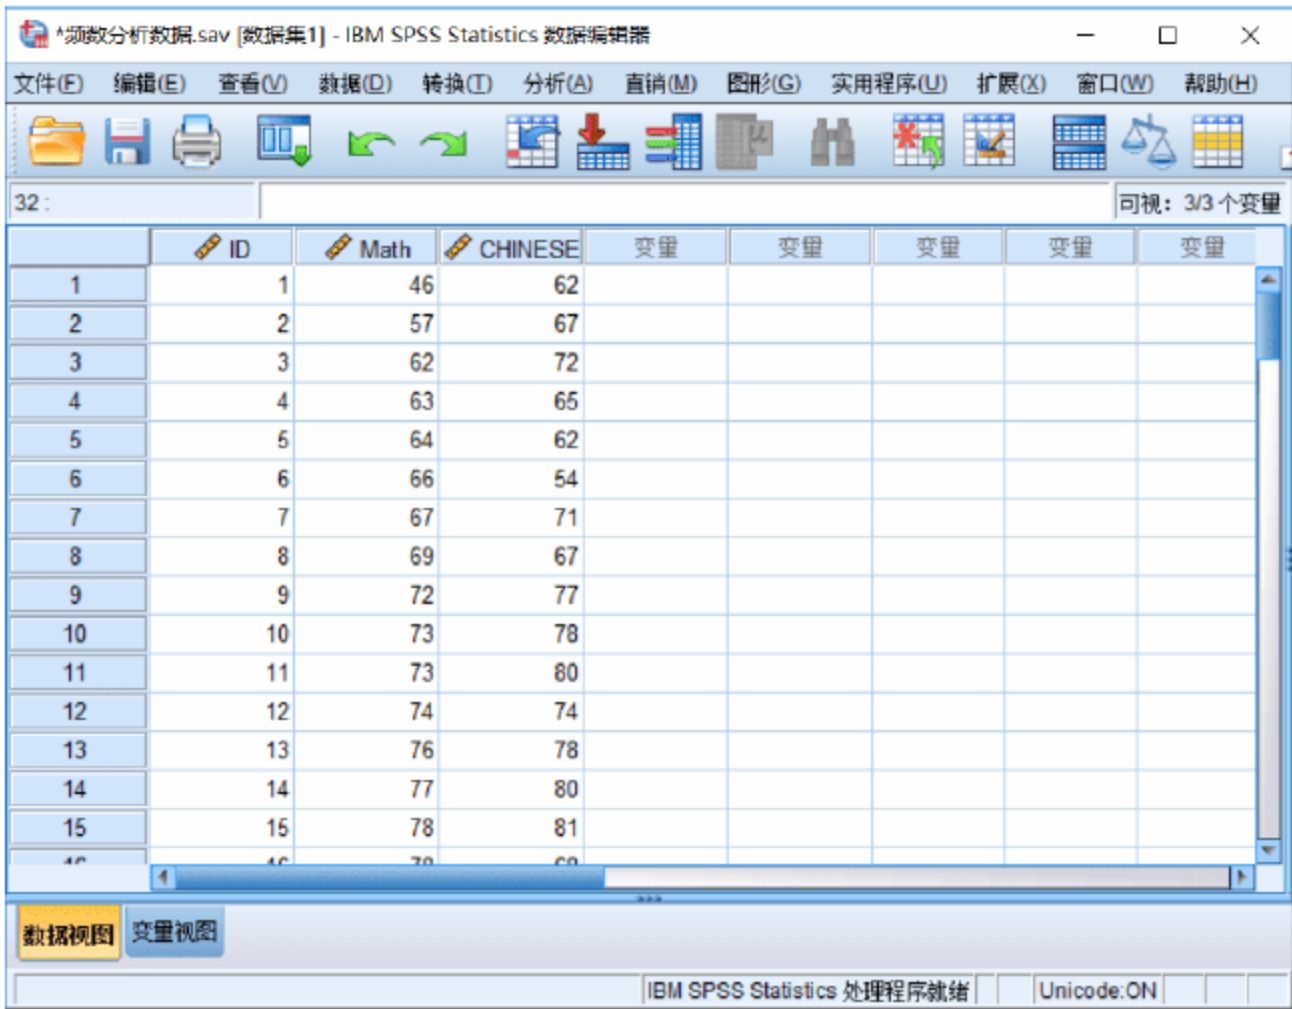 *频数分析数据.sav [数据集1] - IBM SPSS Statistics 数据编辑器
文件(F) 编辑(E) 查看(V) 数据(D) 转换(T) 分析(A) 直销(M) 图形(G) 实用程序(U) 扩展(X) 窗口(W) 帮助(H)
32 : 可视: 3/3 个变量
ID Math CHINESE 变量 变量 变量 变量 变量
1 1 46 62
2 2 57 67
3 3 62 72
4 4 63 65
5 5 64 62
6 6 66 54
7 7 67 71
8 8 69 67
9 9 72 77
10 10 73 78
11 11 73 80
12 12 74 74
13 13 76 78
14 14 77 80
15 15 78 81
数据视图 变量视图
IBM SPSS Statistics 处理程序就绪 Unicode:ON